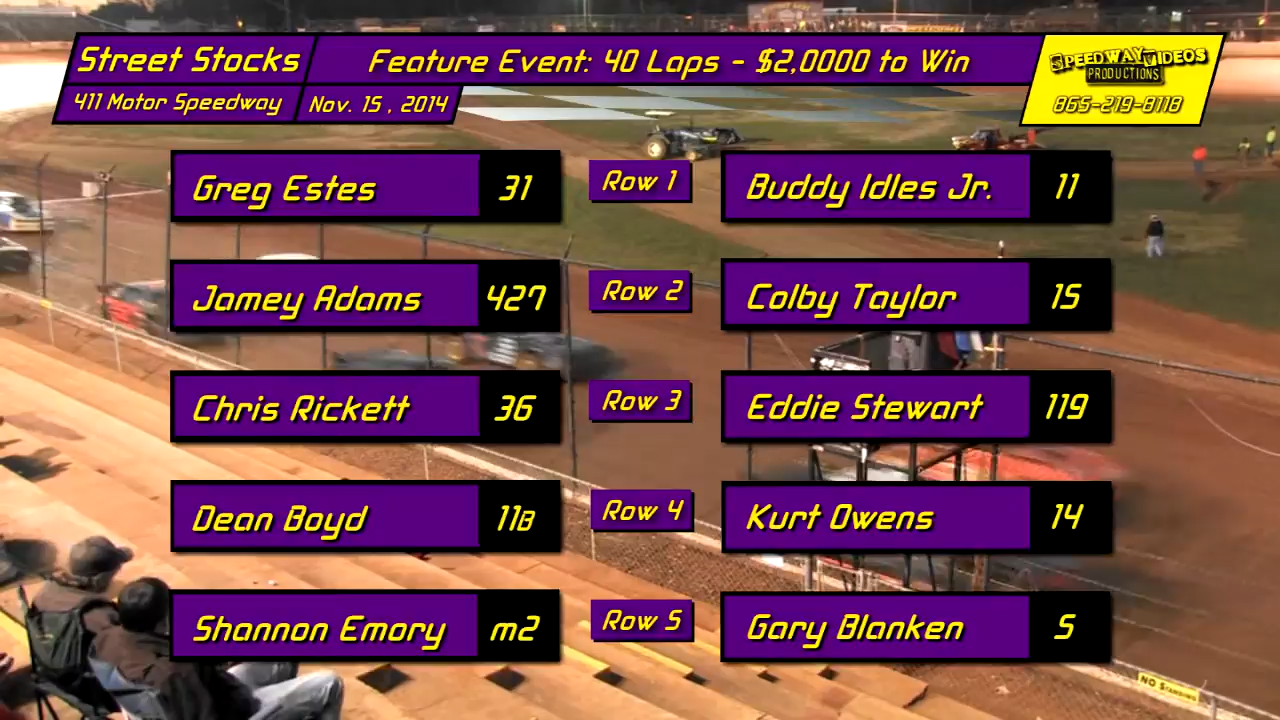 Street Stocks
Feature Event: 40 Laps - $2,0000 to Win
SPEEDWAY VIDEOS
PRODUCTIONS
865-219-8118
411 Motor Speedway
Nov. 15 , 2014
Greg Estes 31 Row 1 Buddy Idles Jr. 11
Jamey Adams 427 Row 2 Colby Taylor 15
Chris Rickett 36 Row 3 Eddie Stewart 119
Dean Boyd 11B Row 4 Kurt Owens 14
Shannon Emory m2 Row 5 Gary Blanken 5
NO STANDING